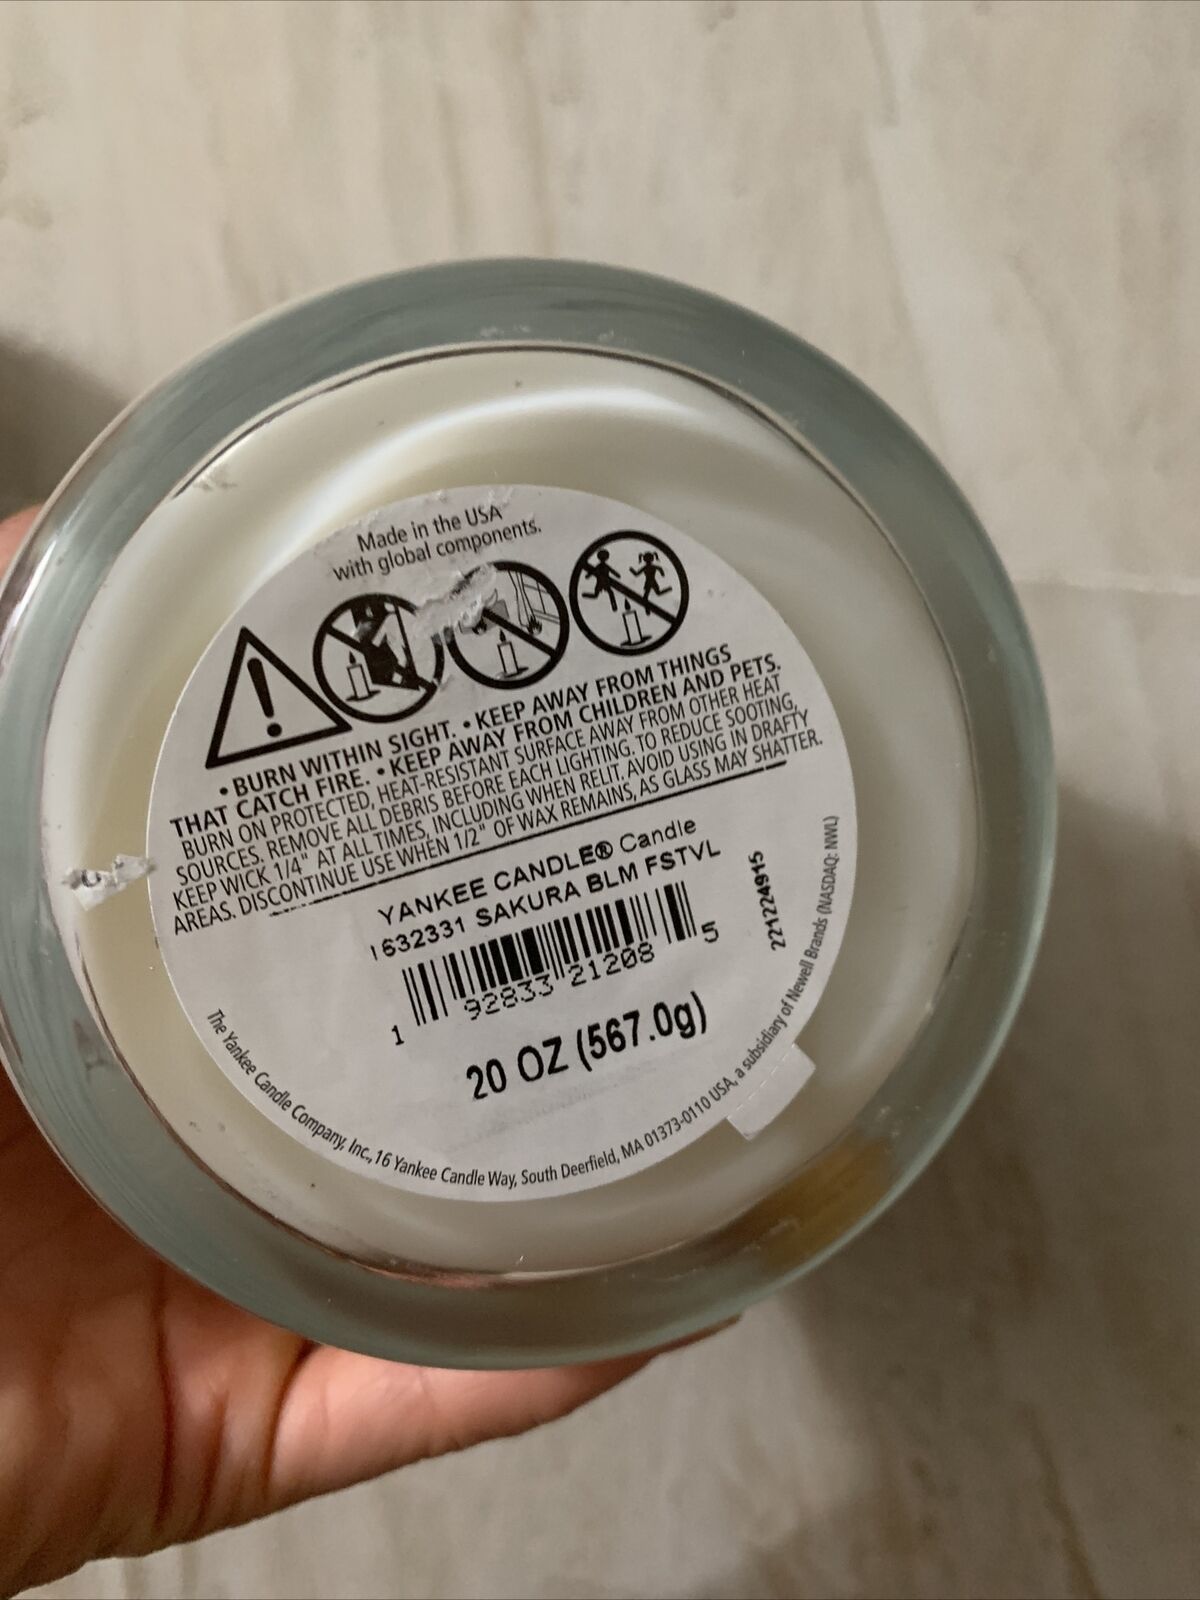 Made in the USA
with global components.
• BURN WITHIN SIGHT. • KEEP AWAY FROM THINGS
THAT CATCH FIRE. • KEEP AWAY FROM CHILDREN AND PETS.
BURN ON PROTECTED, HEAT-RESISTANT SURFACE AWAY FROM OTHER HEAT
SOURCES. REMOVE ALL DEBRIS BEFORE EACH LIGHTING. TO REDUCE SOOTING,
KEEP WICK 1/4" AT ALL TIMES, INCLUDING WHEN RELIT. AVOID USING IN DRAFTY
AREAS. DISCONTINUE USE WHEN 1/2" OF WAX REMAINS, AS GLASS MAY SHATTER.
YANKEE CANDLE® Candle
1632331 SAKURA BLM FSTVL
1 92833 21208 5
221224915
20 OZ (567.0g)
The Yankee Candle Company, Inc., 16 Yankee Candle Way, South Deerfield, MA 01373-0110 USA, a subsidiary of Newell Brands (NASDAQ: NWL)